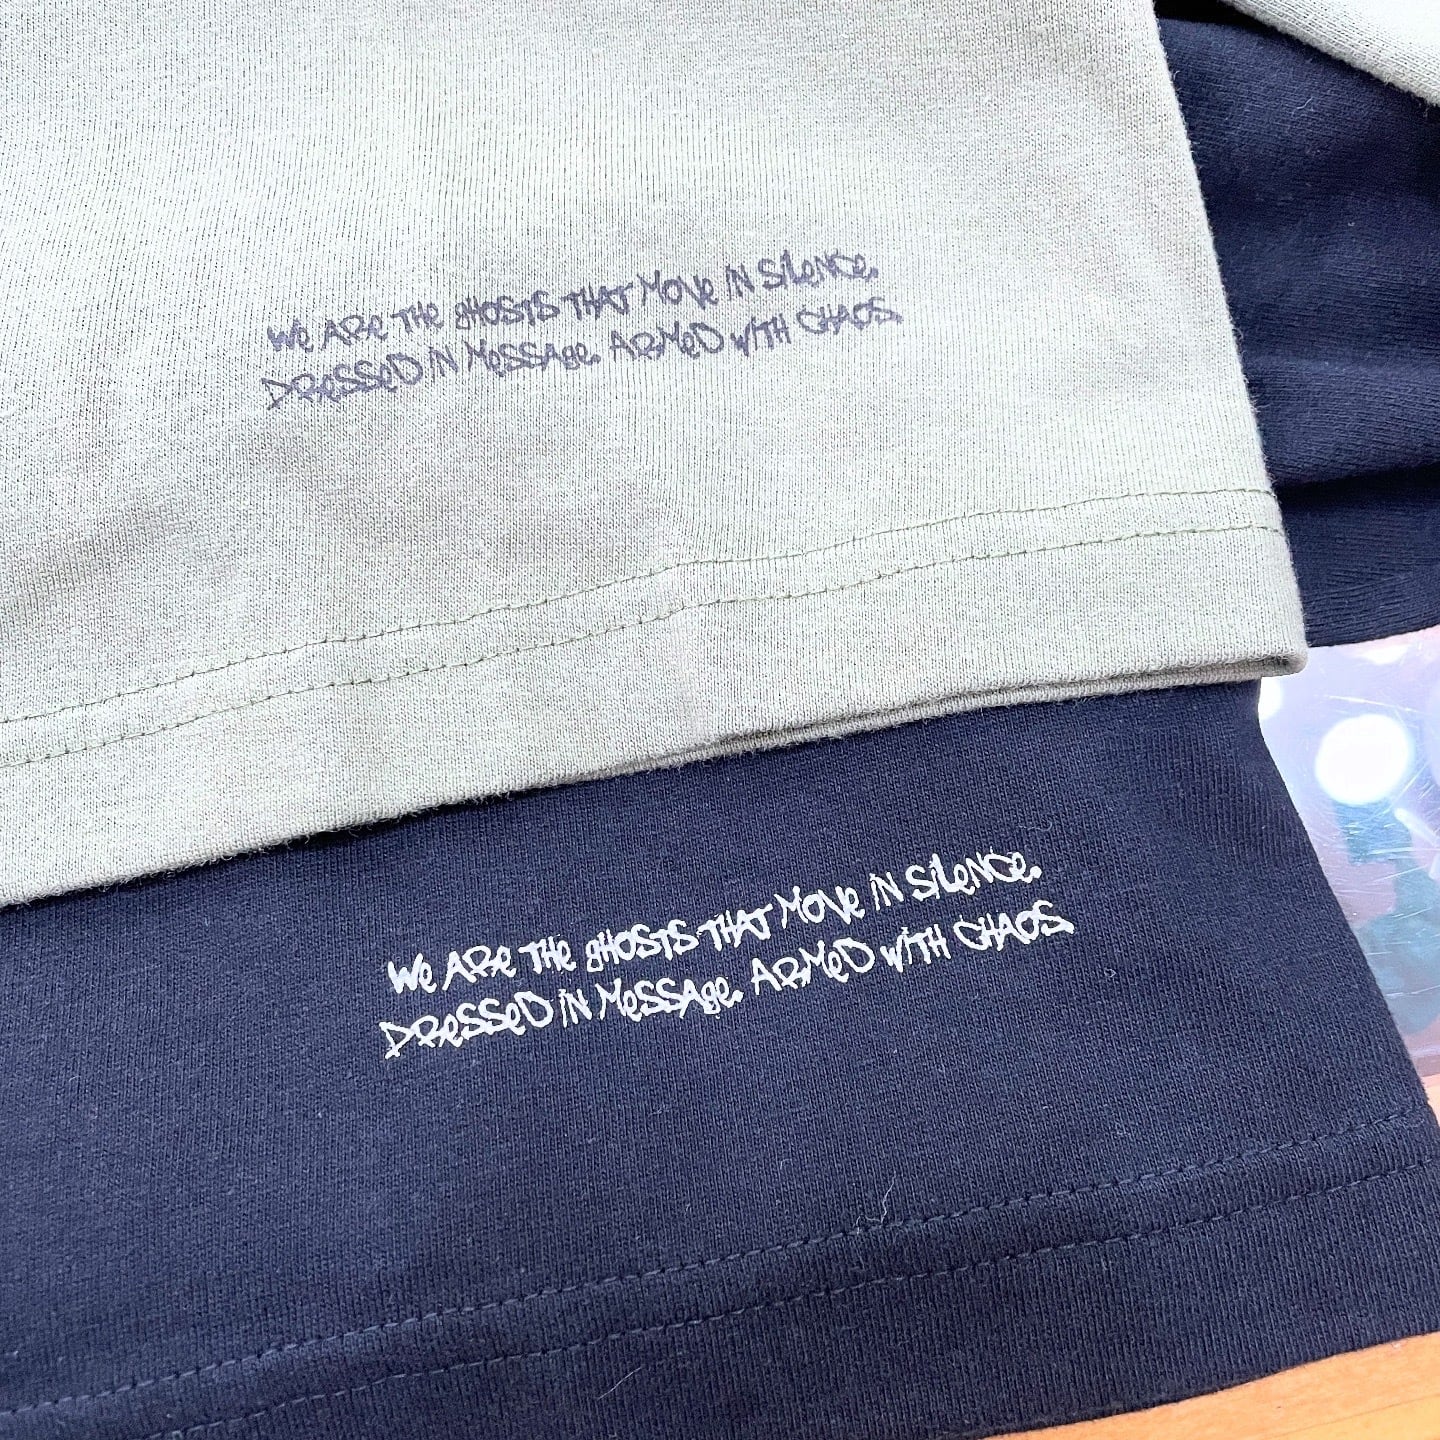 We ARe THe gHOSTS THAT MOVe IN SiLeNCe.
DReSSeD IN MeSSAge. ARMeD WiTH CHAOS.
We ARe THe gHOSTS THAT MOVe IN SiLeNCe.
DReSSeD IN MeSSAge. ARMeD WiTH CHAOS.